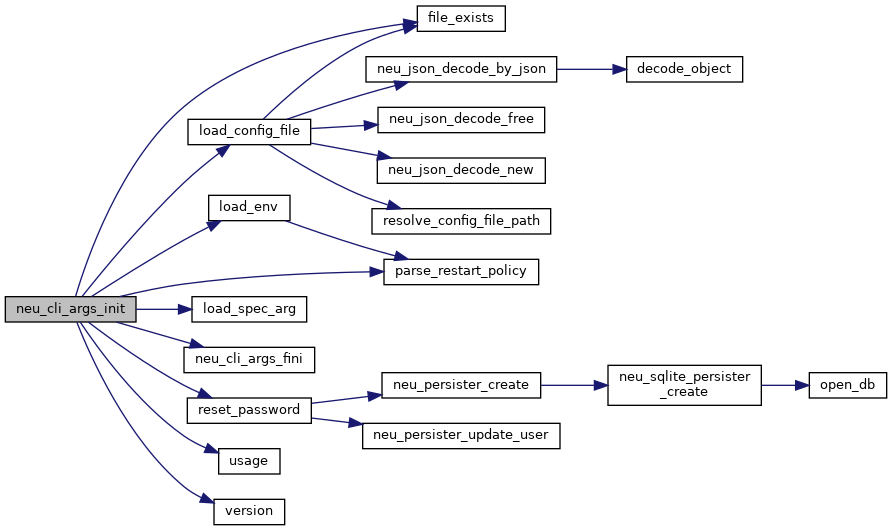 file_exists
neu_json_decode_by_json
decode_object
load_config_file
neu_json_decode_free
neu_json_decode_new
load_env
resolve_config_file_path
parse_restart_policy
neu_cli_args_init
load_spec_arg
neu_cli_args_fini
reset_password
neu_persister_create
neu_sqlite_persister
_create
open_db
neu_persister_update_user
usage
version